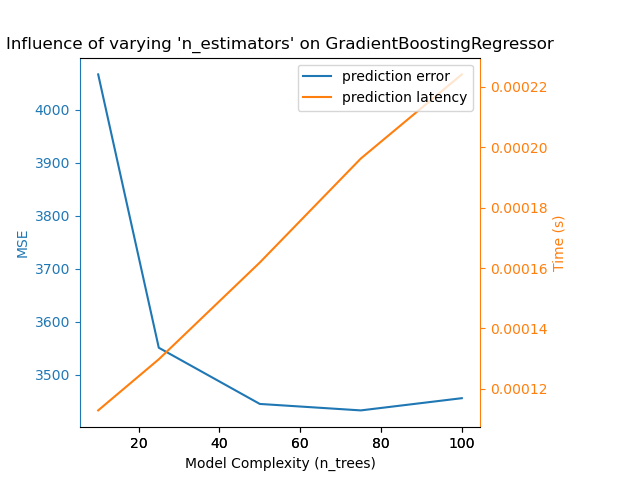 Influence of varying 'n_estimators' on GradientBoostingRegressor
prediction error
prediction latency
4000
3900
3800
3700
3600
3500
MSE
0.00022
0.00020
0.00018
0.00016
0.00014
0.00012
Time (s)
20 40 60 80 100
Model Complexity (n_trees)